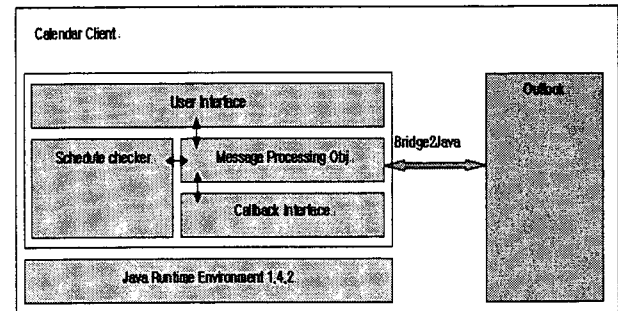 Calendar Client.
User Interface
Outlook
Schedule checker.
Message Processing Obj.
Bridge2Java
Callback Interface.
Java Runtime Environment 1.4.2